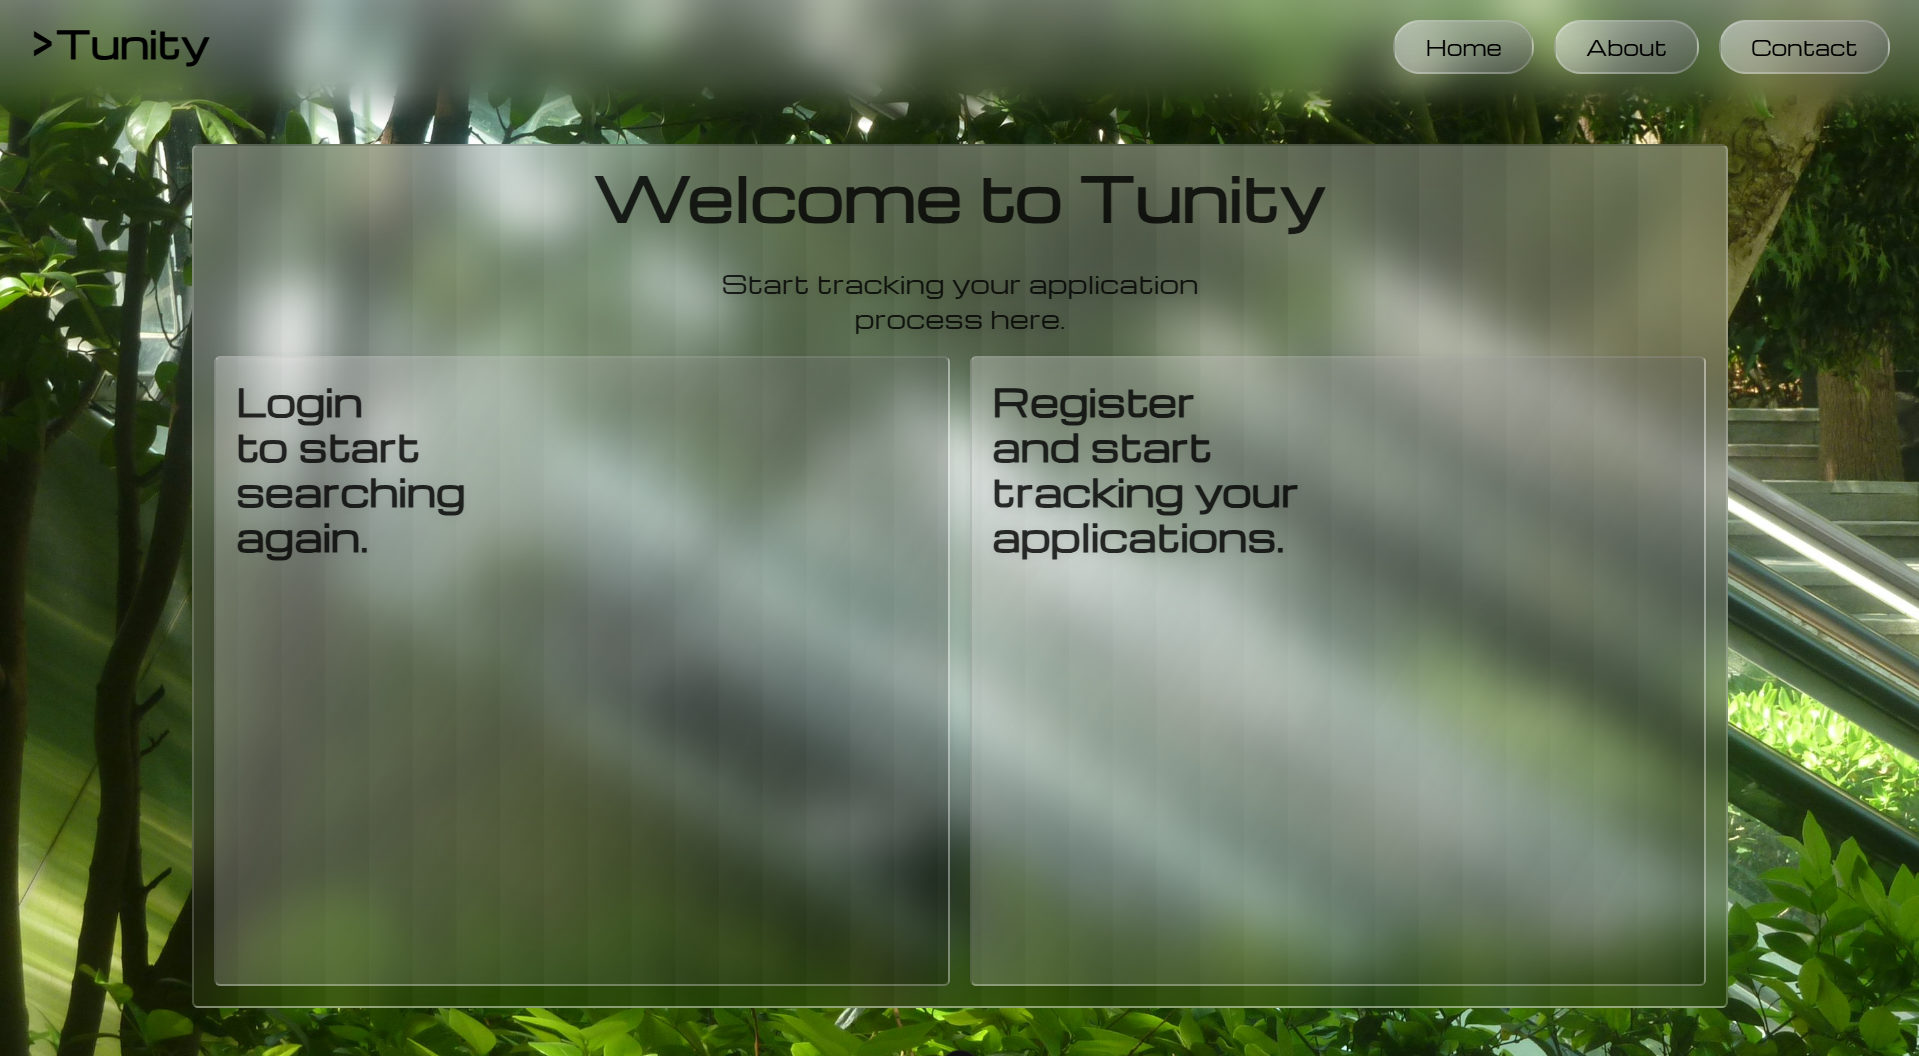 >Tunity
Home
About
Contact
Welcome to Tunity
Start tracking your application
process here.
Login
to start
searching
again.
Register
and start
tracking your
applications.